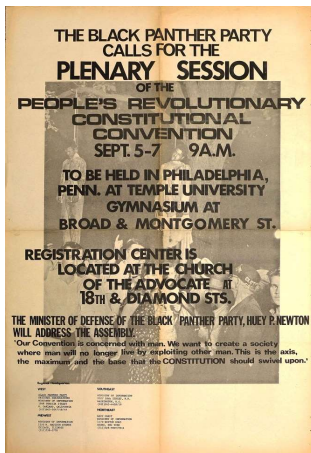 THE BLACK PANTHER PARTY
CALLS FOR THE
PLENARY SESSION
OF THE
PEOPLE'S REVOLUTIONARY
CONSTITUTIONAL
CONVENTION
SEPT. 5-7 9A.M.
TO BE HELD IN PHILADELPHIA,
PENN. AT TEMPLE UNIVERSITY
GYMNASIUM AT
BROAD & MONTGOMERY ST.
REGISTRATION CENTER IS
LOCATED AT THE CHURCH
OF THE ADVOCATE AT
18TH & DIAMOND STS.
THE MINISTER OF DEFENSE OF THE BLACK PANTHER PARTY, HUEY P. NEWTON
WILL ADDRESS THE ASSEMBLY.
'Our Convention is concerned with man. We want to create a society
where man will no longer live by exploiting other man. This is the axis,
the maximum and the base that the CONSTITUTION should swivel upon.'
WEST
SOUTHEAST
MIDWEST
NORTHEAST